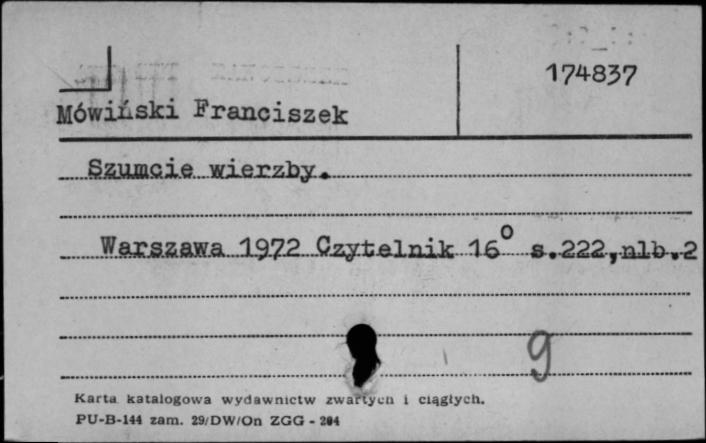 174837
Mówiński Franciszek
Szumcie wierzby.
Warszawa 1972 Czytelnik 16° s.222,nlb.2
9
Karta katalogowa wydawnictw zwartych i ciągłych.
PU-B-144 zam. 29/DW/On ZGG - 204